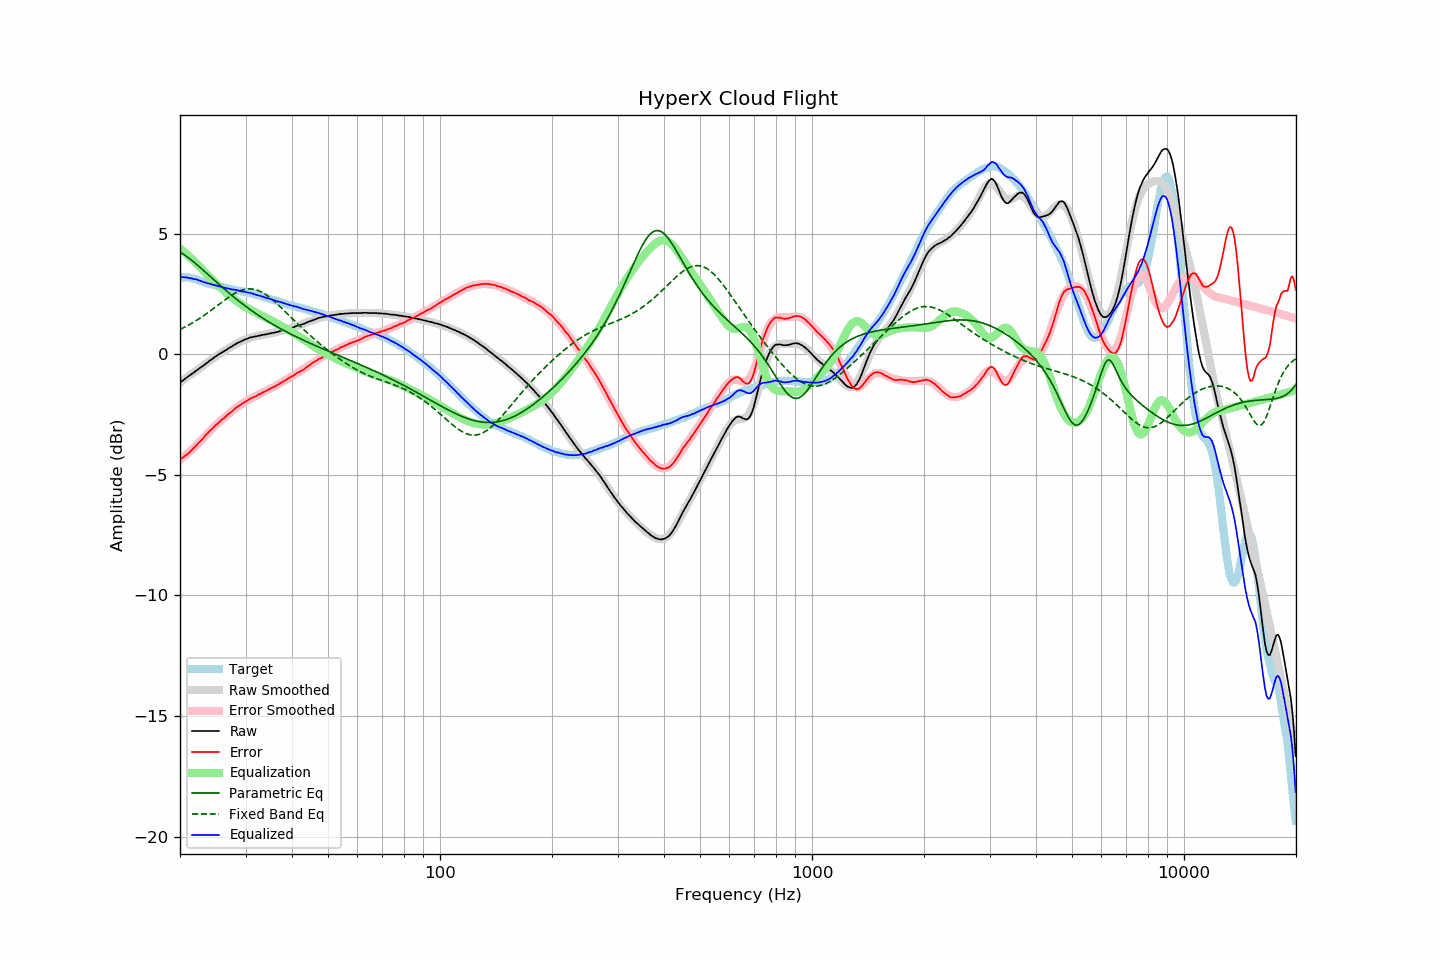 HyperX Cloud Flight
Amplitude (dBr)
5
0
−5
−10
−15
−20
Target
Raw Smoothed
Error Smoothed
Raw
Error
Equalization
Parametric Eq
Fixed Band Eq
Equalized
100
1000
10000
Frequency (Hz)